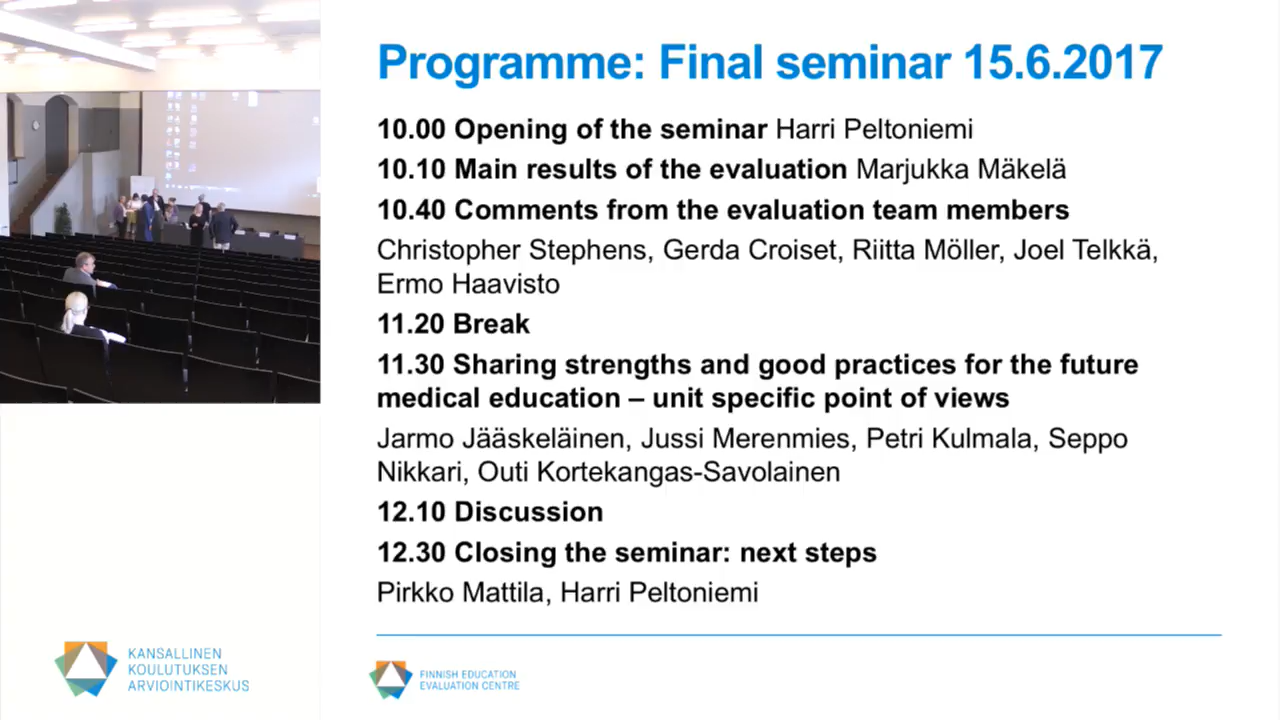 Programme: Final seminar 15.6.2017
10.00 Opening of the seminar Harri Peltoniemi
10.10 Main results of the evaluation Marjukka Mäkelä
10.40 Comments from the evaluation team members
Christopher Stephens, Gerda Croiset, Riitta Möller, Joel Telkkä,
Ermo Haavisto
11.20 Break
11.30 Sharing strengths and good practices for the future
medical education – unit specific point of views
Jarmo Jääskeläinen, Jussi Merenmies, Petri Kulmala, Seppo
Nikkari, Outi Kortekangas-Savolainen
12.10 Discussion
12.30 Closing the seminar: next steps
Pirkko Mattila, Harri Peltoniemi
KANSALLINEN
KOULUTUKSEN
ARVIOINTIKESKUS
FINNISH EDUCATION
EVALUATION CENTRE